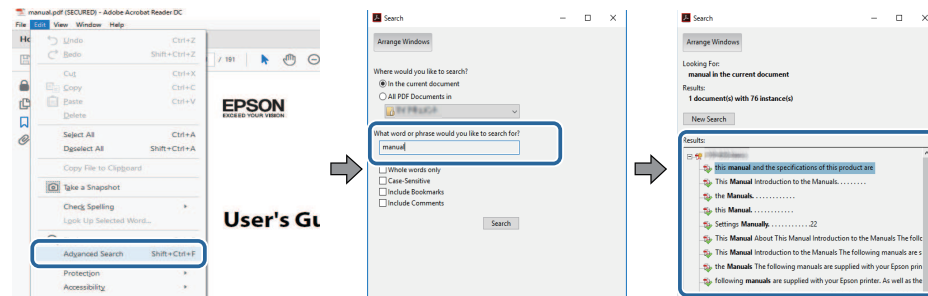 manual.pdf (SECURED) - Adobe Acrobat Reader DC
File Edit View Window Help
Undo Ctrl+Z
Redo Shift+Ctrl+Z
Cut Ctrl+X
Copy Ctrl+C
Paste Ctrl+V
Delete
Select All Ctrl+A
Deselect All Shift+Ctrl+A
Copy File to Clipboard
Take a Snapshot
Check Spelling
Look Up Selected Word...
Advanced Search Shift+Ctrl+F
Protection
Accessibility
/ 191
EPSON
EXCEED YOUR VISION
User's Gu
Search
Arrange Windows
Where would you like to search?
In the current document
All PDF Documents in
What word or phrase would you like to search for?
manual
Whole words only
Case-Sensitive
Include Bookmarks
Include Comments
Search
Search
Arrange Windows
Looking For:
manual in the current document
Results:
1 document(s) with 76 instance(s)
New Search
Results:
this manual and the specifications of this product are
This Manual Introduction to the Manuals. . . . . . . . .
the Manuals. . . . . . . . . . . .
this Manual. . . . . . . . . . . . .
Settings Manually. . . . . . . . . . . . .22
This Manual About This Manual Introduction to the Manuals The follc
This Manual Introduction to the Manuals The following manuals are s
the Manuals The following manuals are supplied with your Epson prin
following manuals are supplied with your Epson printer. As well as the